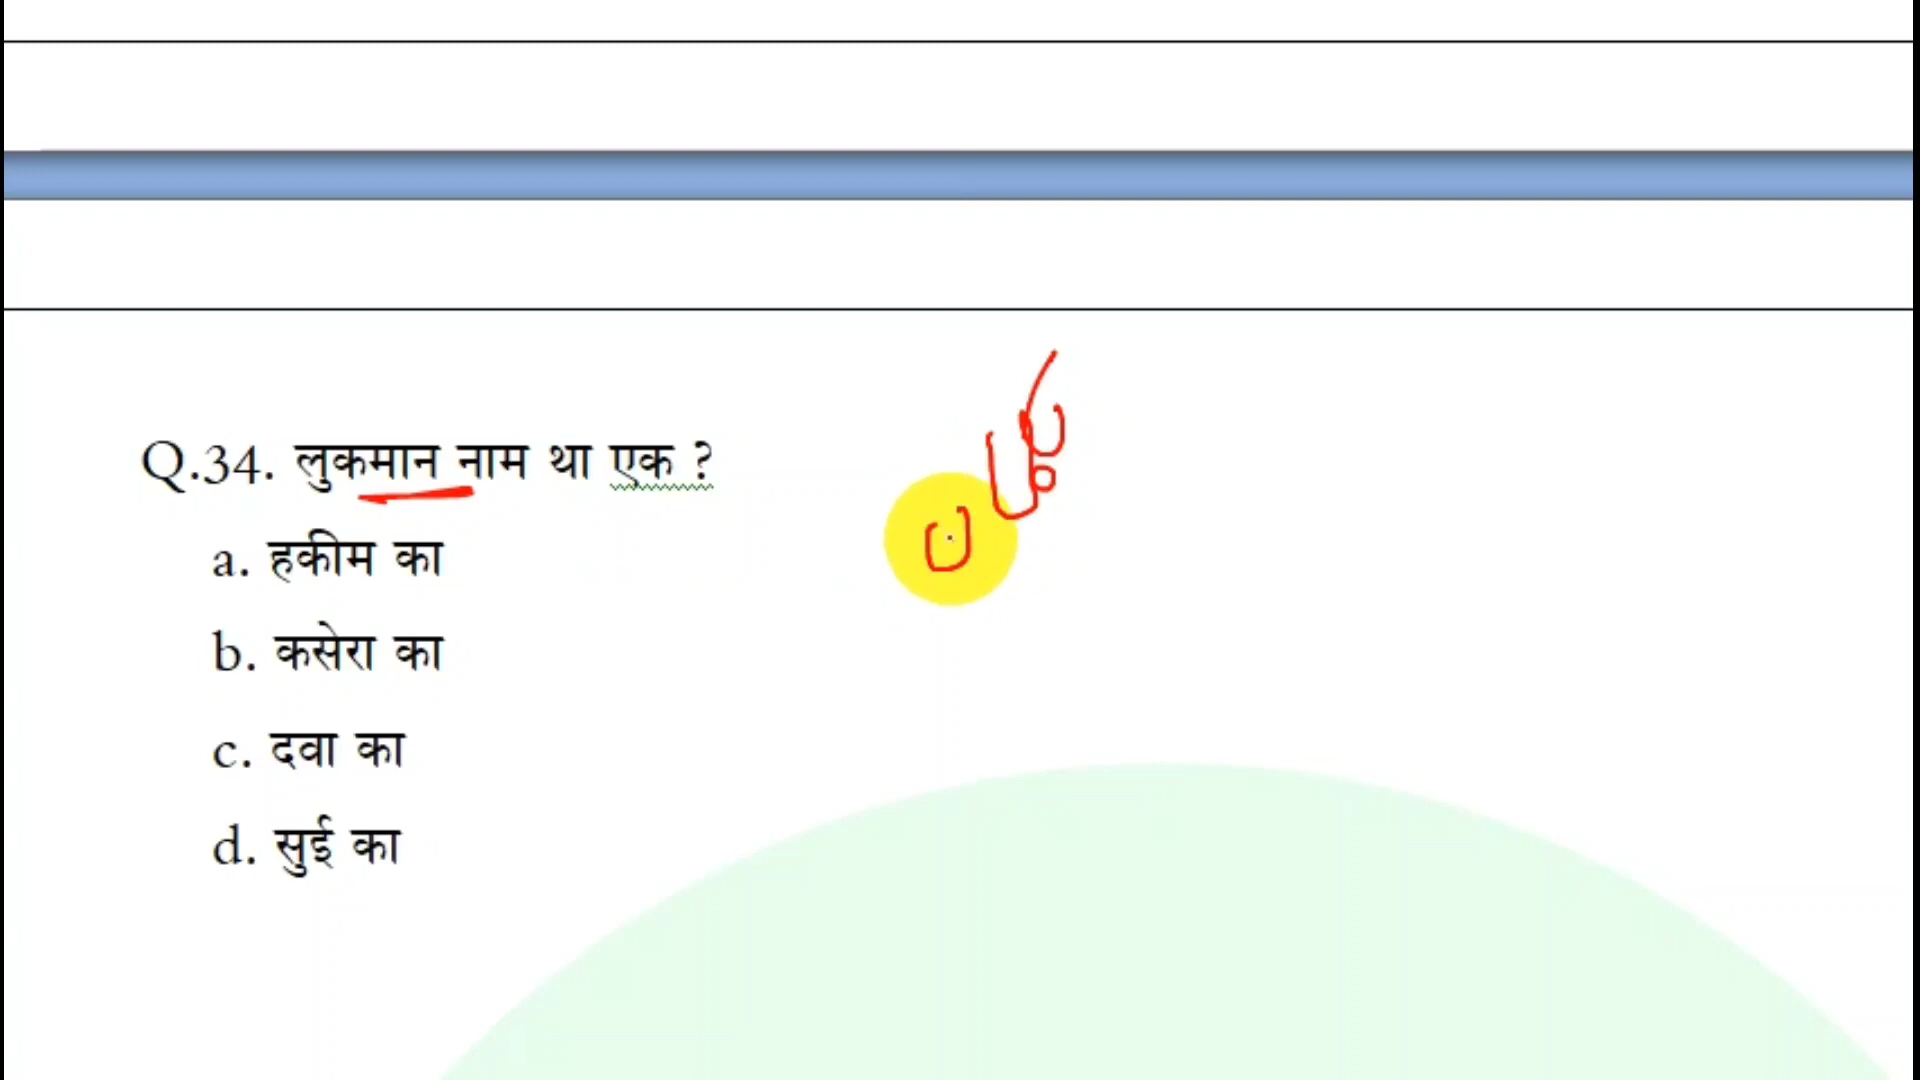 Q.34. लुकमान नाम था एक ?
a. हकीम का
b. कसेरा का
c. दवा का
d. सुई का